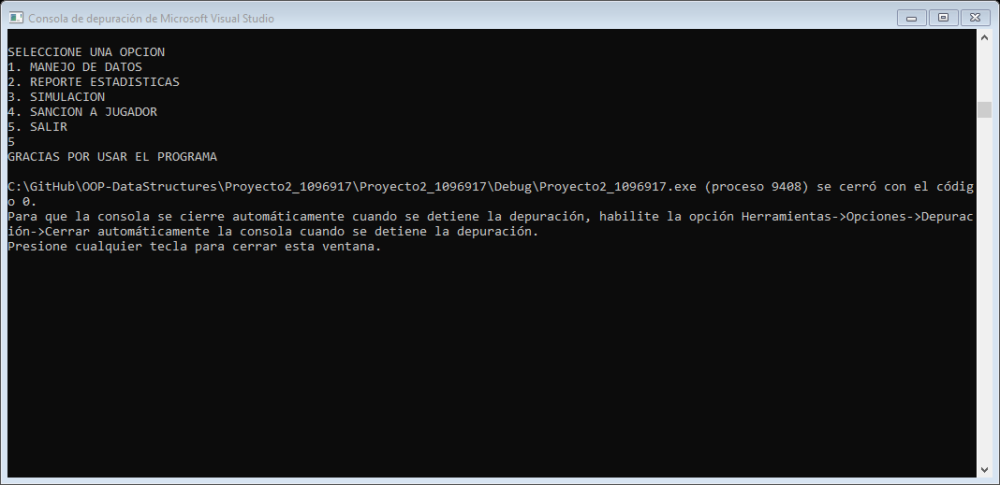 Consola de depuración de Microsoft Visual Studio
SELECCIONE UNA OPCION
1. MANEJO DE DATOS
2. REPORTE ESTADISTICAS
3. SIMULACION
4. SANCION A JUGADOR
5. SALIR
5
GRACIAS POR USAR EL PROGRAMA
C:\GitHub\OOP-DataStructures\Proyecto2_1096917\Proyecto2_1096917\Debug\Proyecto2_1096917.exe (proceso 9408) se cerró con el códig
o 0.
Para que la consola se cierre automáticamente cuando se detiene la depuración, habilite la opción Herramientas->Opciones->Depurac
ión->Cerrar automáticamente la consola cuando se detiene la depuración.
Presione cualquier tecla para cerrar esta ventana.